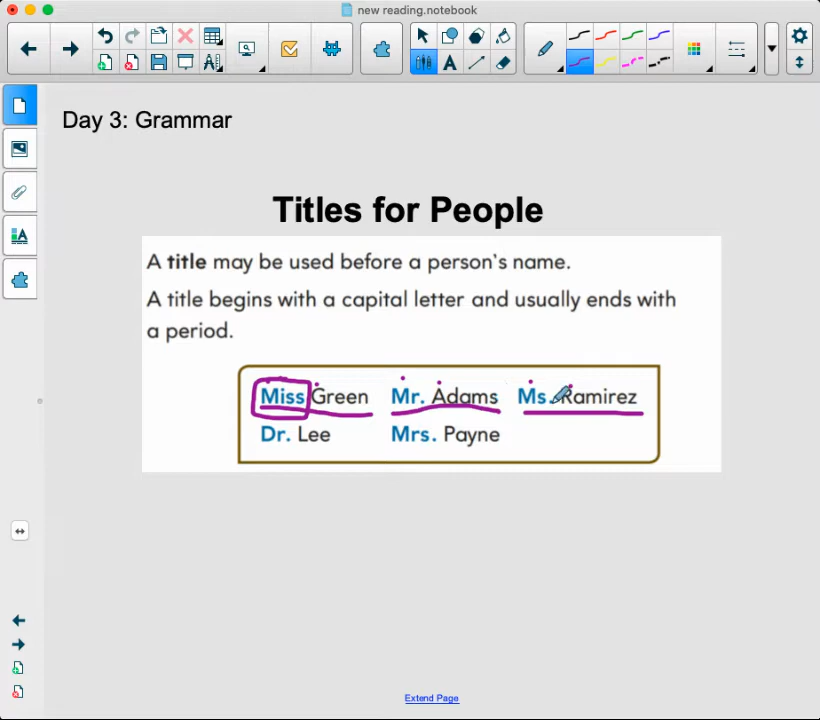 new reading.notebook
Day 3: Grammar
Titles for People
A title may be used before a person's name.
A title begins with a capital letter and usually ends with
a period.
Miss Green Mr. Adams Ms. Ramirez
Dr. Lee Mrs. Payne
Extend Page